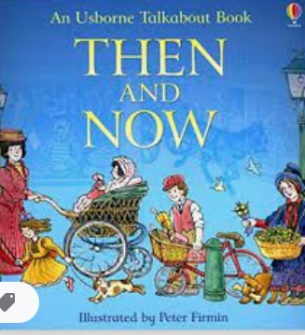 An Usborne Talkabout Book
THEN
AND
NOW
Illustrated by Peter Firmin